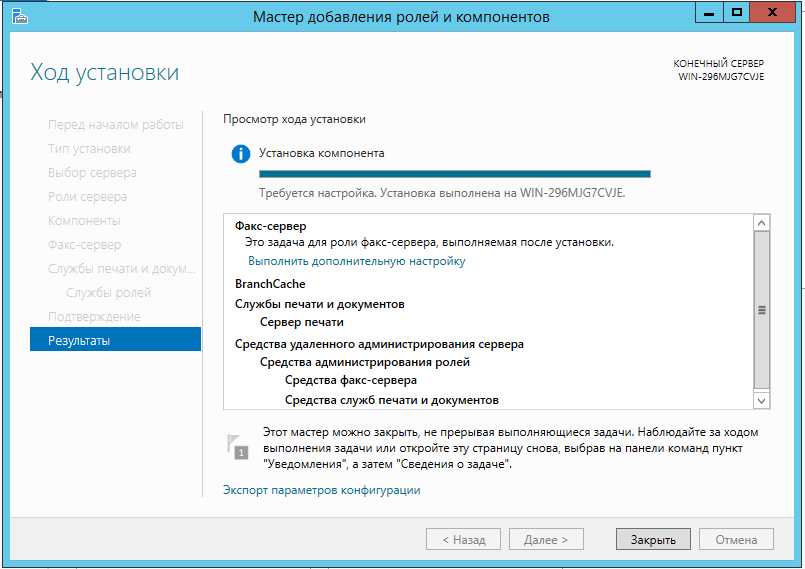 Мастер добавления ролей и компонентов
Ход установки
КОНЕЧНЫЙ СЕРВЕР
WIN-296MJG7CVJE
Перед началом работы
Тип установки
Выбор сервера
Роли сервера
Компоненты
Факс-сервер
Службы печати и докум...
Службы ролей
Подтверждение
Результаты
Просмотр хода установки
Установка компонента
Требуется настройка. Установка выполнена на WIN-296MJG7CVJE.
Факс-сервер
Это задача для роли факс-сервера, выполняемая после установки.
Выполнить дополнительную настройку
BranchCache
Службы печати и документов
Сервер печати
Средства удаленного администрирования сервера
Средства администрирования ролей
Средства факс-сервера
Средства служб печати и документов
1
Этот мастер можно закрыть, не прерывая выполняющиеся задачи. Наблюдайте за ходом
выполнения задачи или откройте эту страницу снова, выбрав на панели команд пункт
"Уведомления", а затем "Сведения о задаче".
Экспорт параметров конфигурации
< Назад
Далее >
Закрыть
Отмена